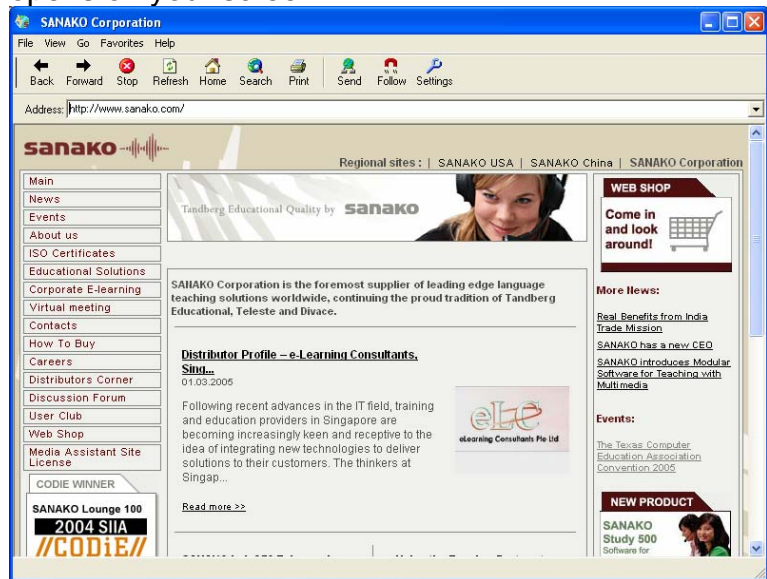 SANAKO Corporation
File View Go Favorites Help
Back Forward Stop Refresh Home Search Print Send Follow Settings
Address: http://www.sanako.com/
sanako
Regional sites : | SANAKO USA | SANAKO China | SANAKO Corporation
Main
News
Events
About us
ISO Certificates
Educational Solutions
Corporate E-learning
Virtual meeting
Contacts
How To Buy
Careers
Distributors Corner
Discussion Forum
User Club
Web Shop
Media Assistant Site
License
CODIE WINNER
SANAKO Lounge 100
2004 SIIA
//CODiE//
Tandberg Educational Quality by sanako
SANAKO Corporation is the foremost supplier of leading edge language
teaching solutions worldwide, continuing the proud tradition of Tandberg
Educational, Teleste and Divace.
Distributor Profile – e-Learning Consultants,
Sing...
01.03.2005
Following recent advances in the IT field, training
and education providers in Singapore are
becoming increasingly keen and receptive to the
idea of integrating new technologies to deliver
solutions to their customers. The thinkers at
Singap...
Read more >>
eLC
eLearning Consultants Pte Ltd
WEB SHOP
Come in
and look
around!
More News:
Real Benefits from India
Trade Mission
SANAKO has a new CEO
SANAKO introduces Modular
Software for Teaching with
Multimedia
Events:
The Texas Computer
Education Association
Convention 2005
NEW PRODUCT
SANAKO
Study 500
Software for